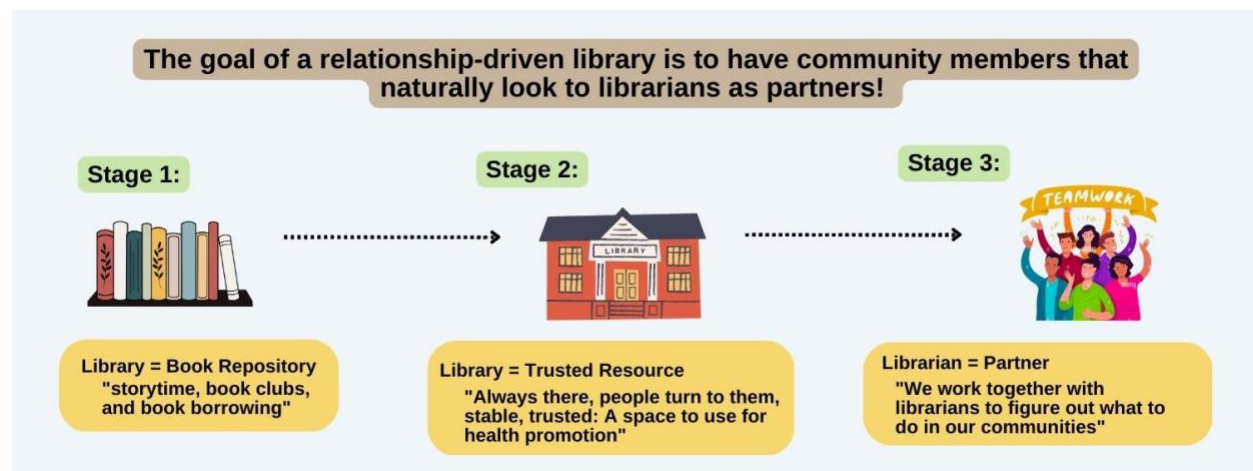 The goal of a relationship-driven library is to have community members that
naturally look to librarians as partners!
Stage 1:
Stage 2:
Stage 3:
LIBRARY
TEAMWORK
Library = Book Repository
"storytime, book clubs,
and book borrowing"
Library = Trusted Resource
"Always there, people turn to them,
stable, trusted: A space to use for
health promotion"
Librarian = Partner
"We work together with
librarians to figure out what to
do in our communities"